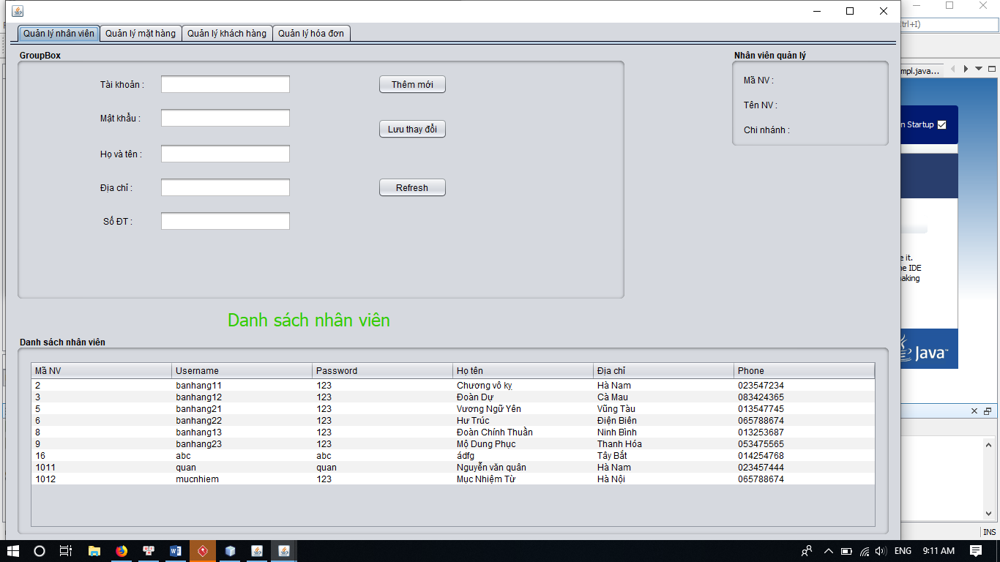 trl+I)
Quản lý nhân viên Quản lý mặt hàng Quản lý khách hàng Quản lý hóa đơn
GroupBox
Tài khoản :
Mật khẩu :
Họ và tên :
Địa chỉ :
Số ĐT :
Thêm mới
Lưu thay đổi
Refresh
Nhân viên quản lý
Mã NV :
Tên NV :
Chi nhánh :
mpl.java...
n Startup
e it.
he IDE
aking
Java™
Danh sách nhân viên
Danh sách nhân viên
Mã NV Username Password Họ tên Địa chỉ Phone
2 banhang11 123 Chương vô kỵ Hà Nam 023547234
3 banhang12 123 Đoàn Dự Cà Mau 083424365
5 banhang21 123 Vương Ngữ Yên Vũng Tàu 013547745
6 banhang22 123 Hư Trúc Điện Biên 065788674
8 banhang13 123 Đoàn Chính Thuần Ninh Bình 013253687
9 banhang23 123 Mộ Dung Phục Thanh Hóa 053475565
16 abc abc ádfg Tây Bắt 014254768
1011 quan quan Nguyễn văn quân Hà Nam 023457444
1012 mucnhiem 123 Mục Nhiệm Từ Hà Nội 065788674
INS
ENG 9:11 AM